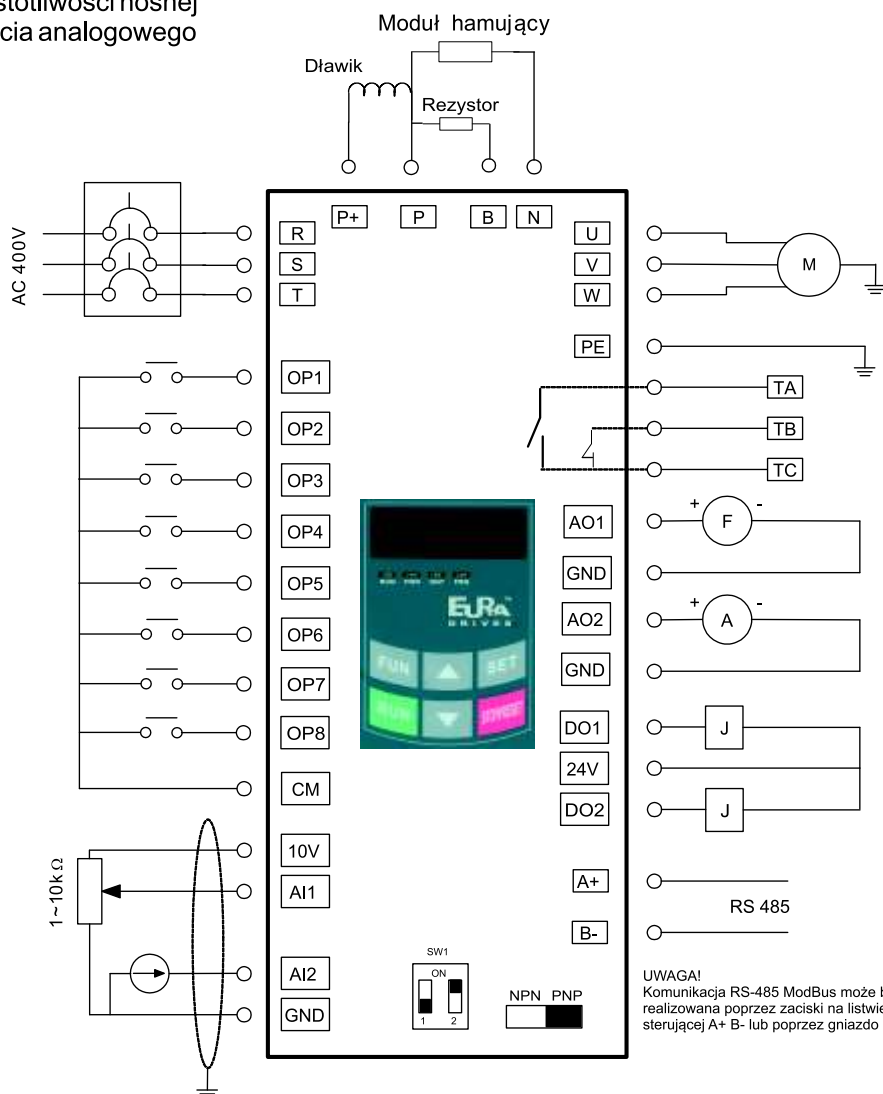 cia analogowego
Moduł hamujący
Dławik
Rezystor
P+ P B N
AC 400V
R
S
T
U
V
W
M
PE
OP1
OP2
OP3
OP4
OP5
OP6
OP7
OP8
CM
TA
TB
TC
AO1
+ F -
GND
AO2
+ A -
GND
EURA
DRIVES
FUN
SET
RUN
DO1
J
24V
DO2
J
10V
1~10kΩ
AI1
AI2
GND
A+
RS 485
B-
SW1
ON
1 2
NPN PNP
UWAGA!
Komunikacja RS-485 ModBus może b
realizowana poprzez zaciski na listwie
sterującej A+ B- lub poprzez gniazdo